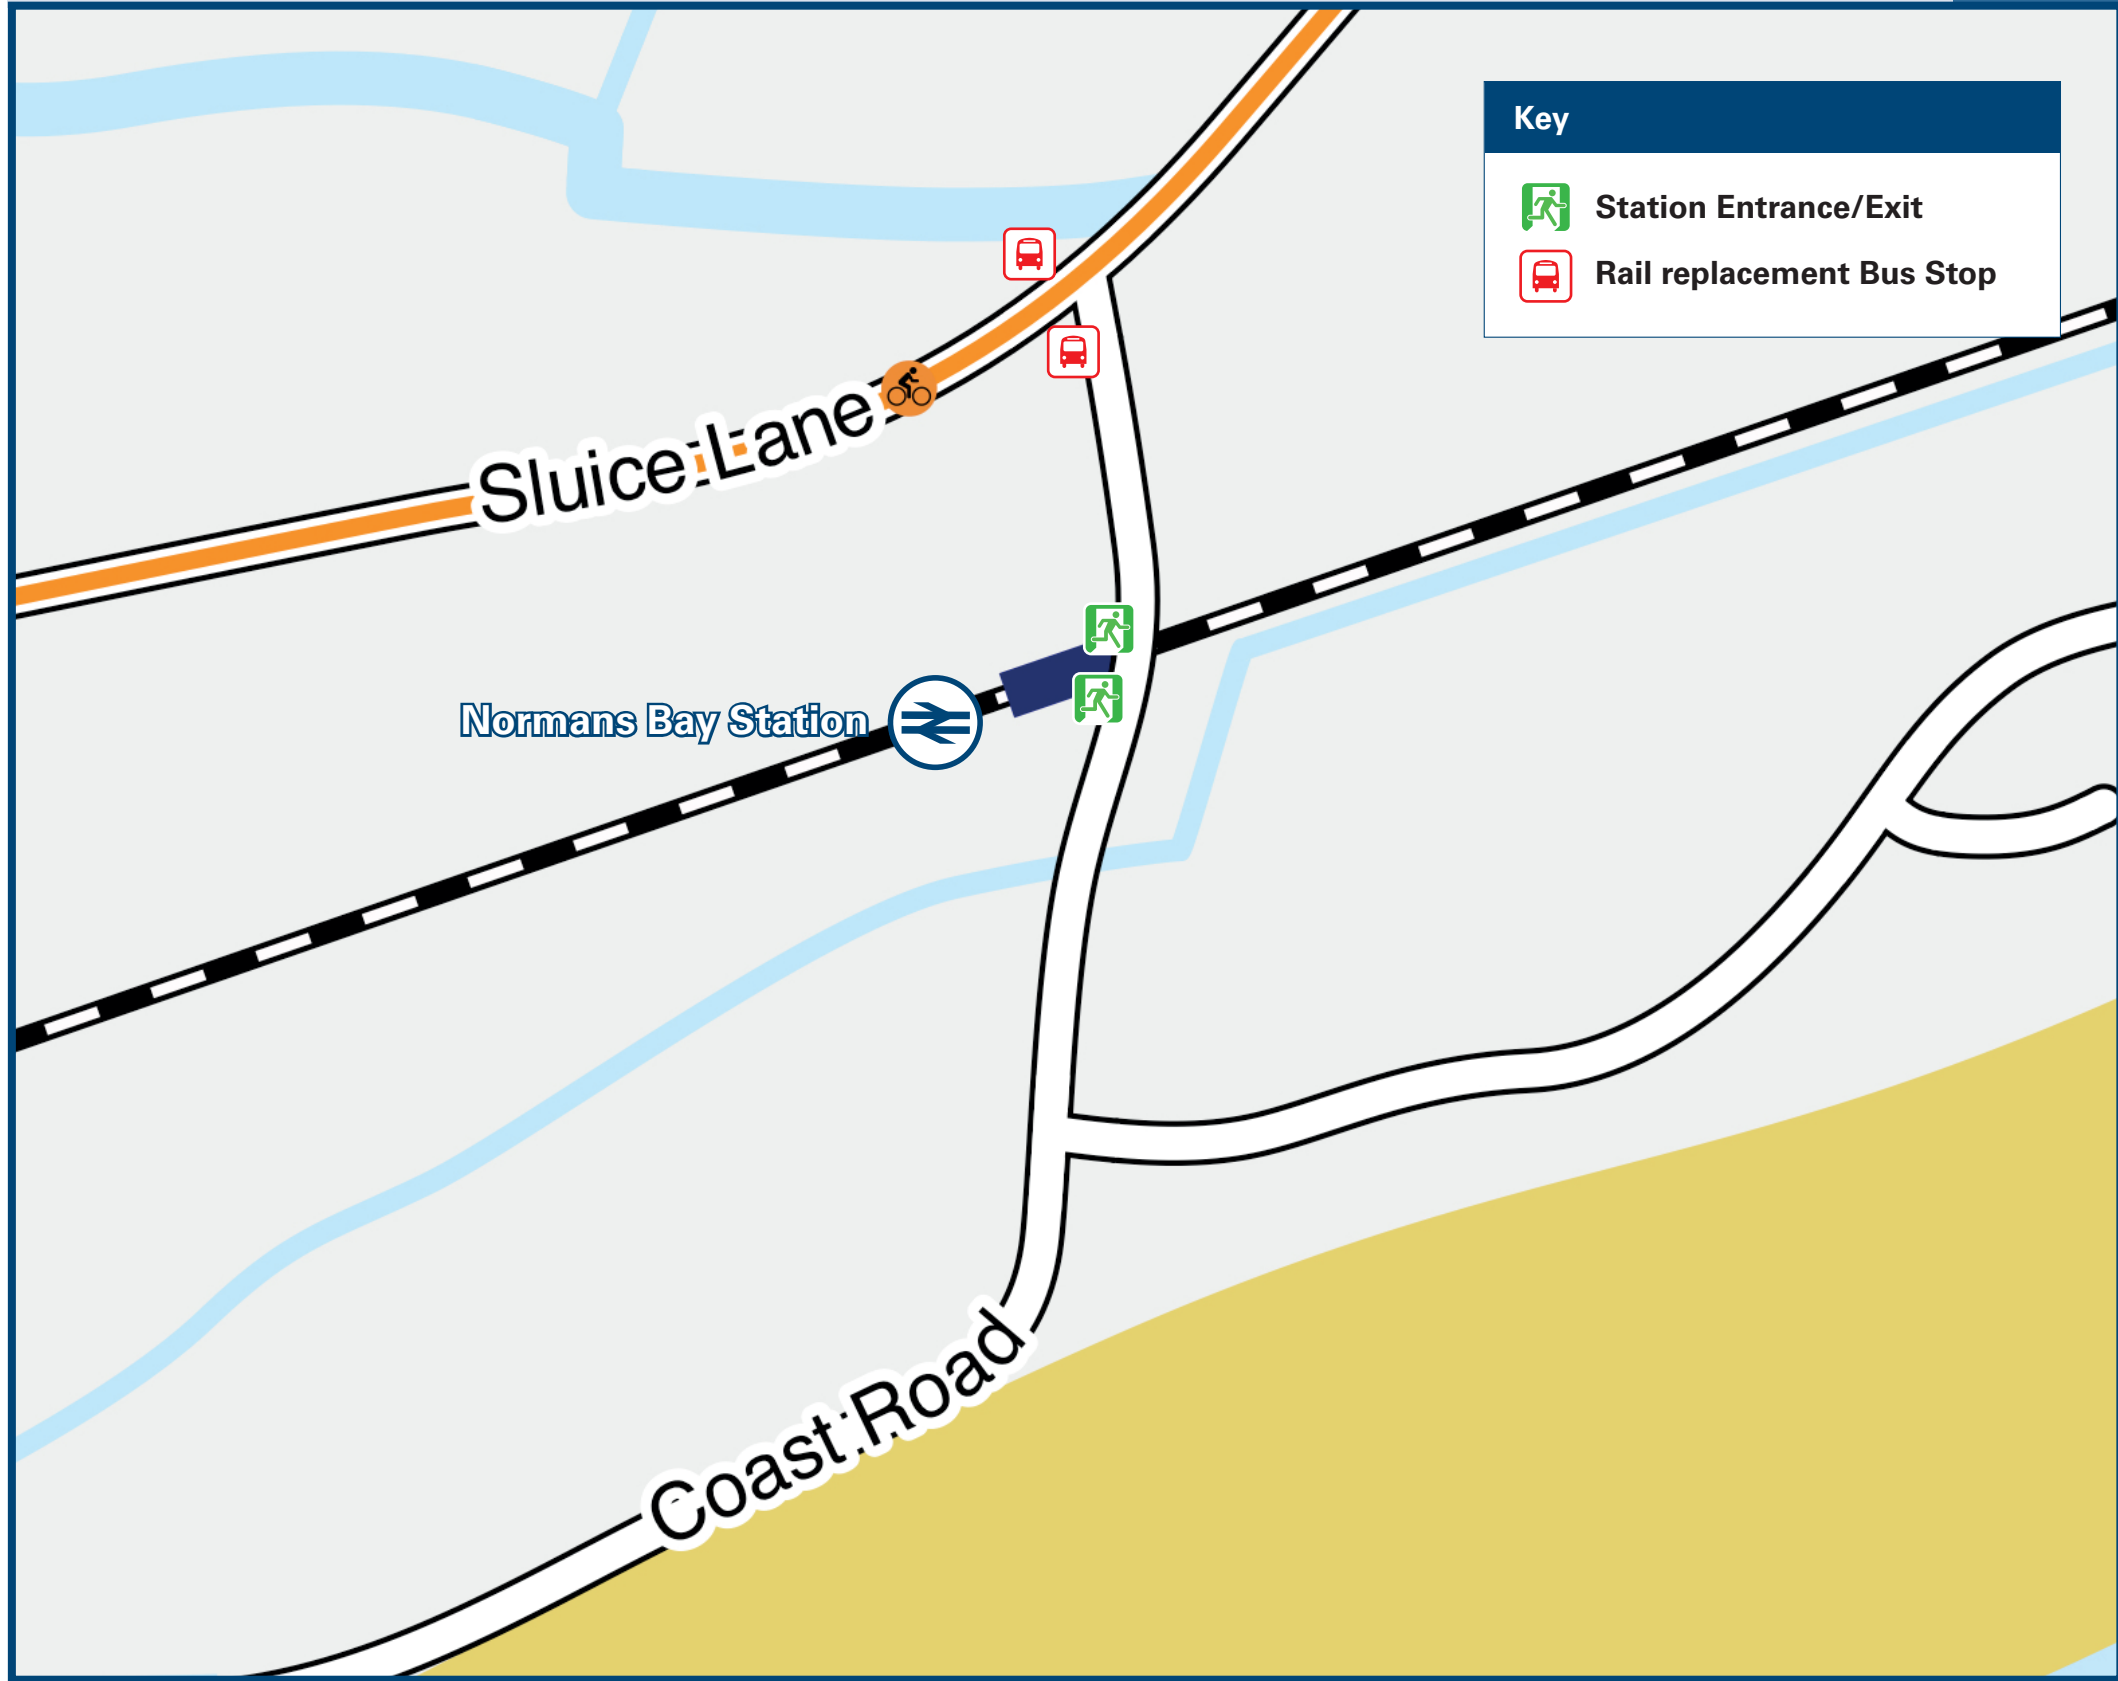 Key
Station Entrance/Exit
Rail replacement Bus Stop
Sluice Lane
Normans Bay Station
Coast Road